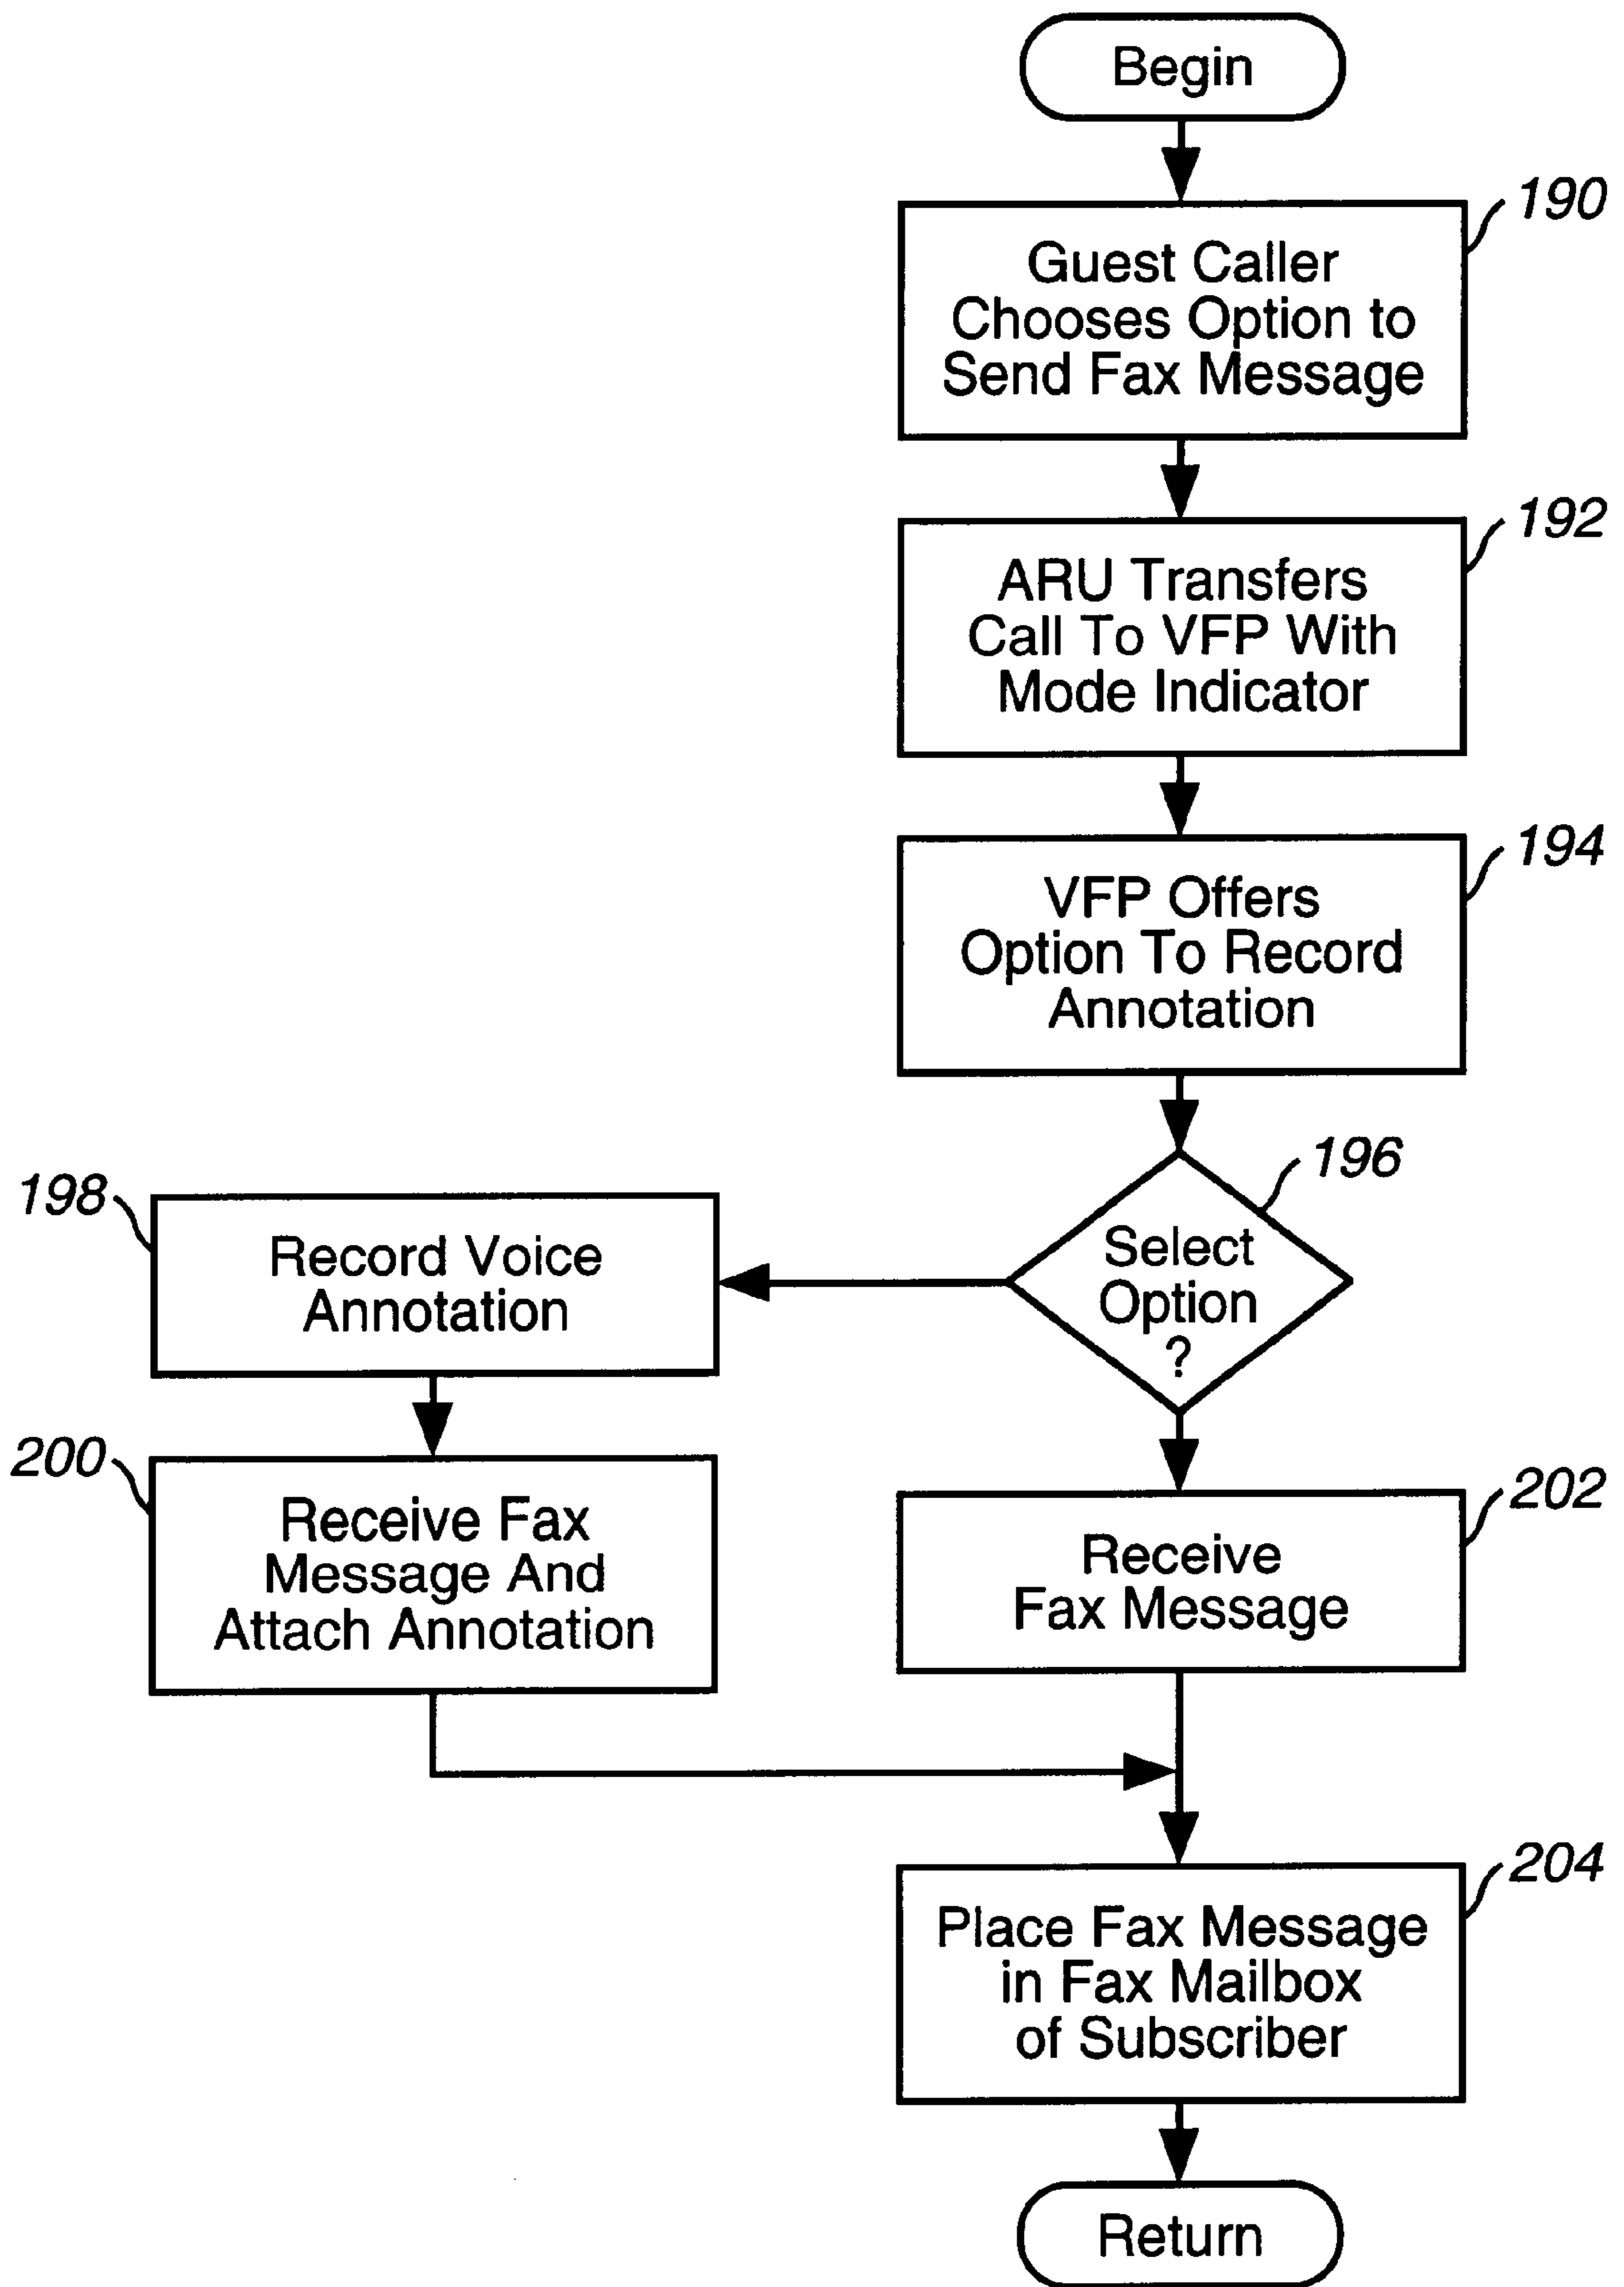 Begin
190
Guest Caller
Chooses Option to
Send Fax Message
192
ARU Transfers
Call To VFP With
Mode Indicator
194
VFP Offers
Option To Record
Annotation
196
Select
Option
?
198
Record Voice
Annotation
200
Receive Fax
Message And
Attach Annotation
202
Receive
Fax Message
204
Place Fax Message
in Fax Mailbox
of Subscriber
Return